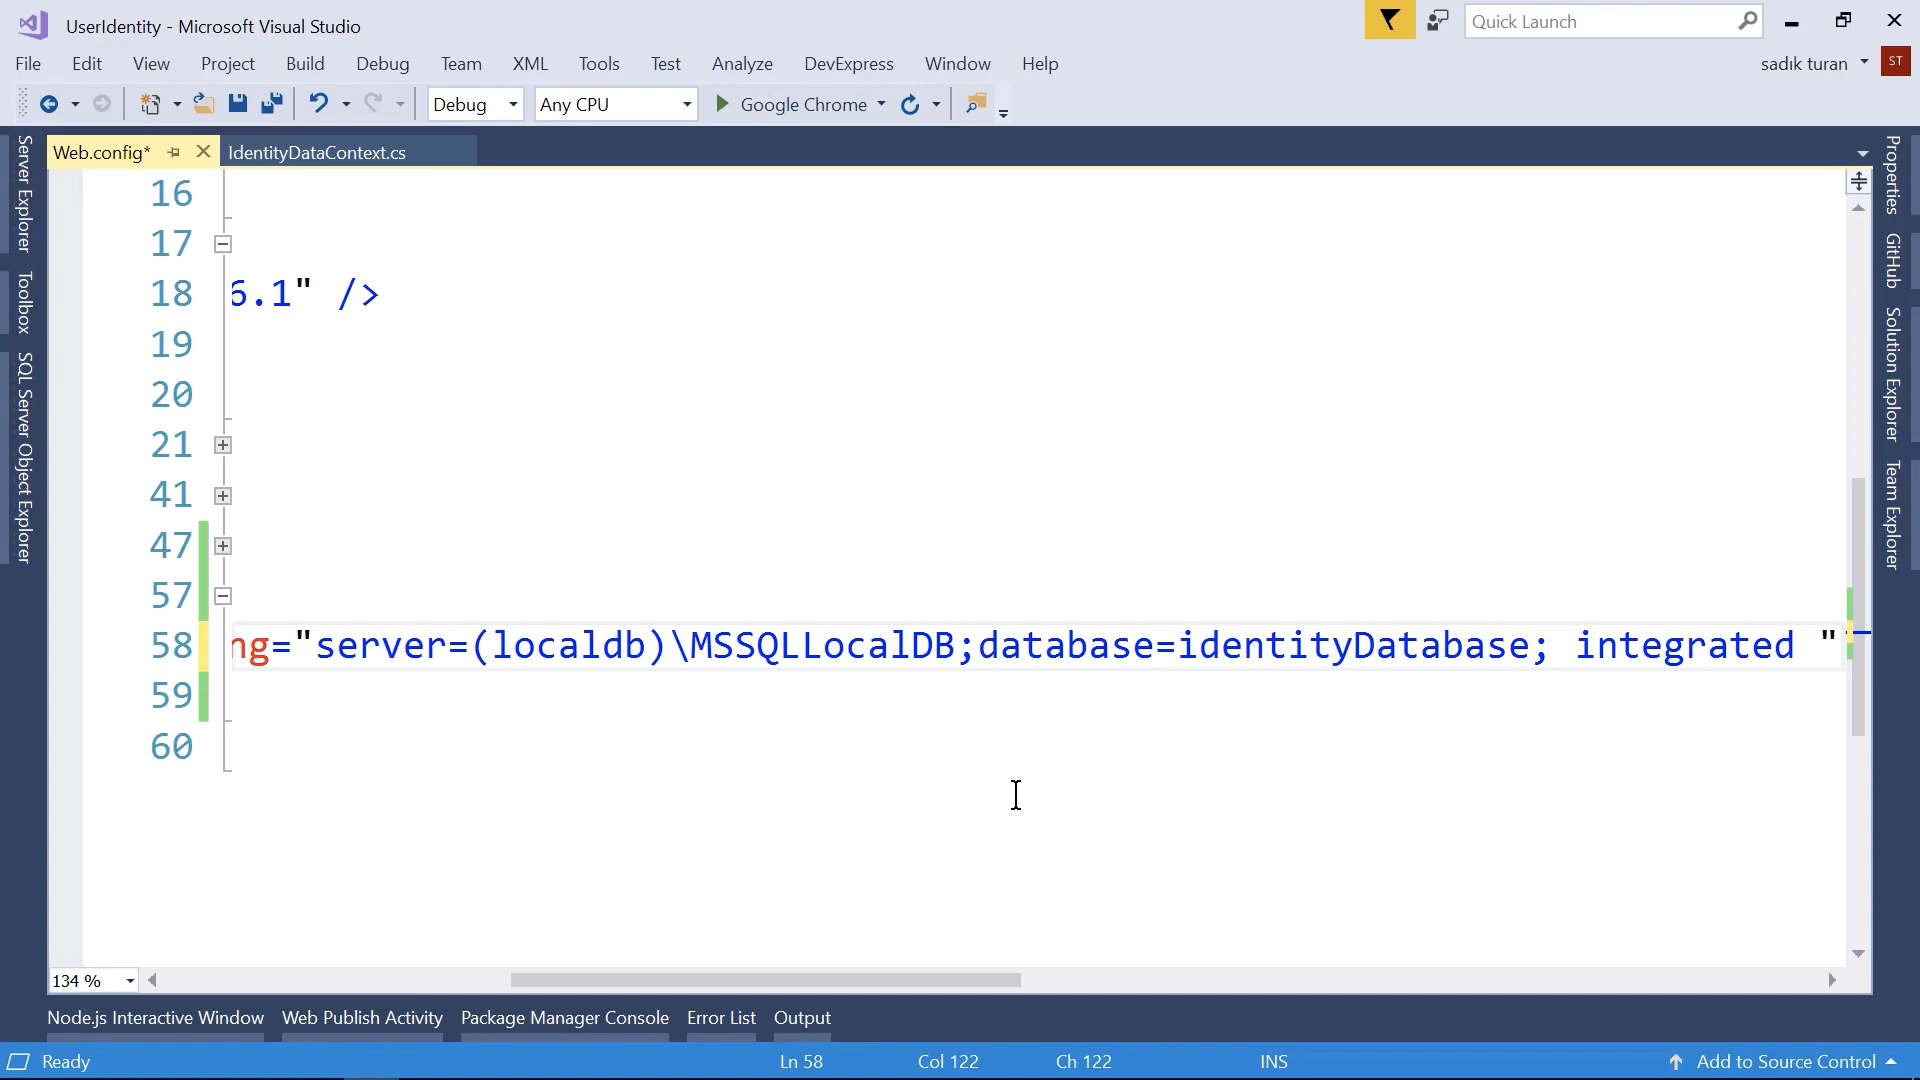 UserIdentity - Microsoft Visual Studio
Quick Launch
File Edit View Project Build Debug Team XML Tools Test Analyze DevExpress Window Help
sadık turan ST
Debug Any CPU Google Chrome
Web.config* IdentityDataContext.cs
Server Explorer
Toolbox
SQL Server Object Explorer
16
17
18 6.1" />
19
20
21
41
47
57
58 ng="server=(localdb)\MSSQLLocalDB;database=identityDatabase; integrated "
59
60
Properties
GitHub
Solution Explorer
Team Explorer
134 %
Node.js Interactive Window Web Publish Activity Package Manager Console Error List Output
Ready Ln 58 Col 122 Ch 122 INS Add to Source Control